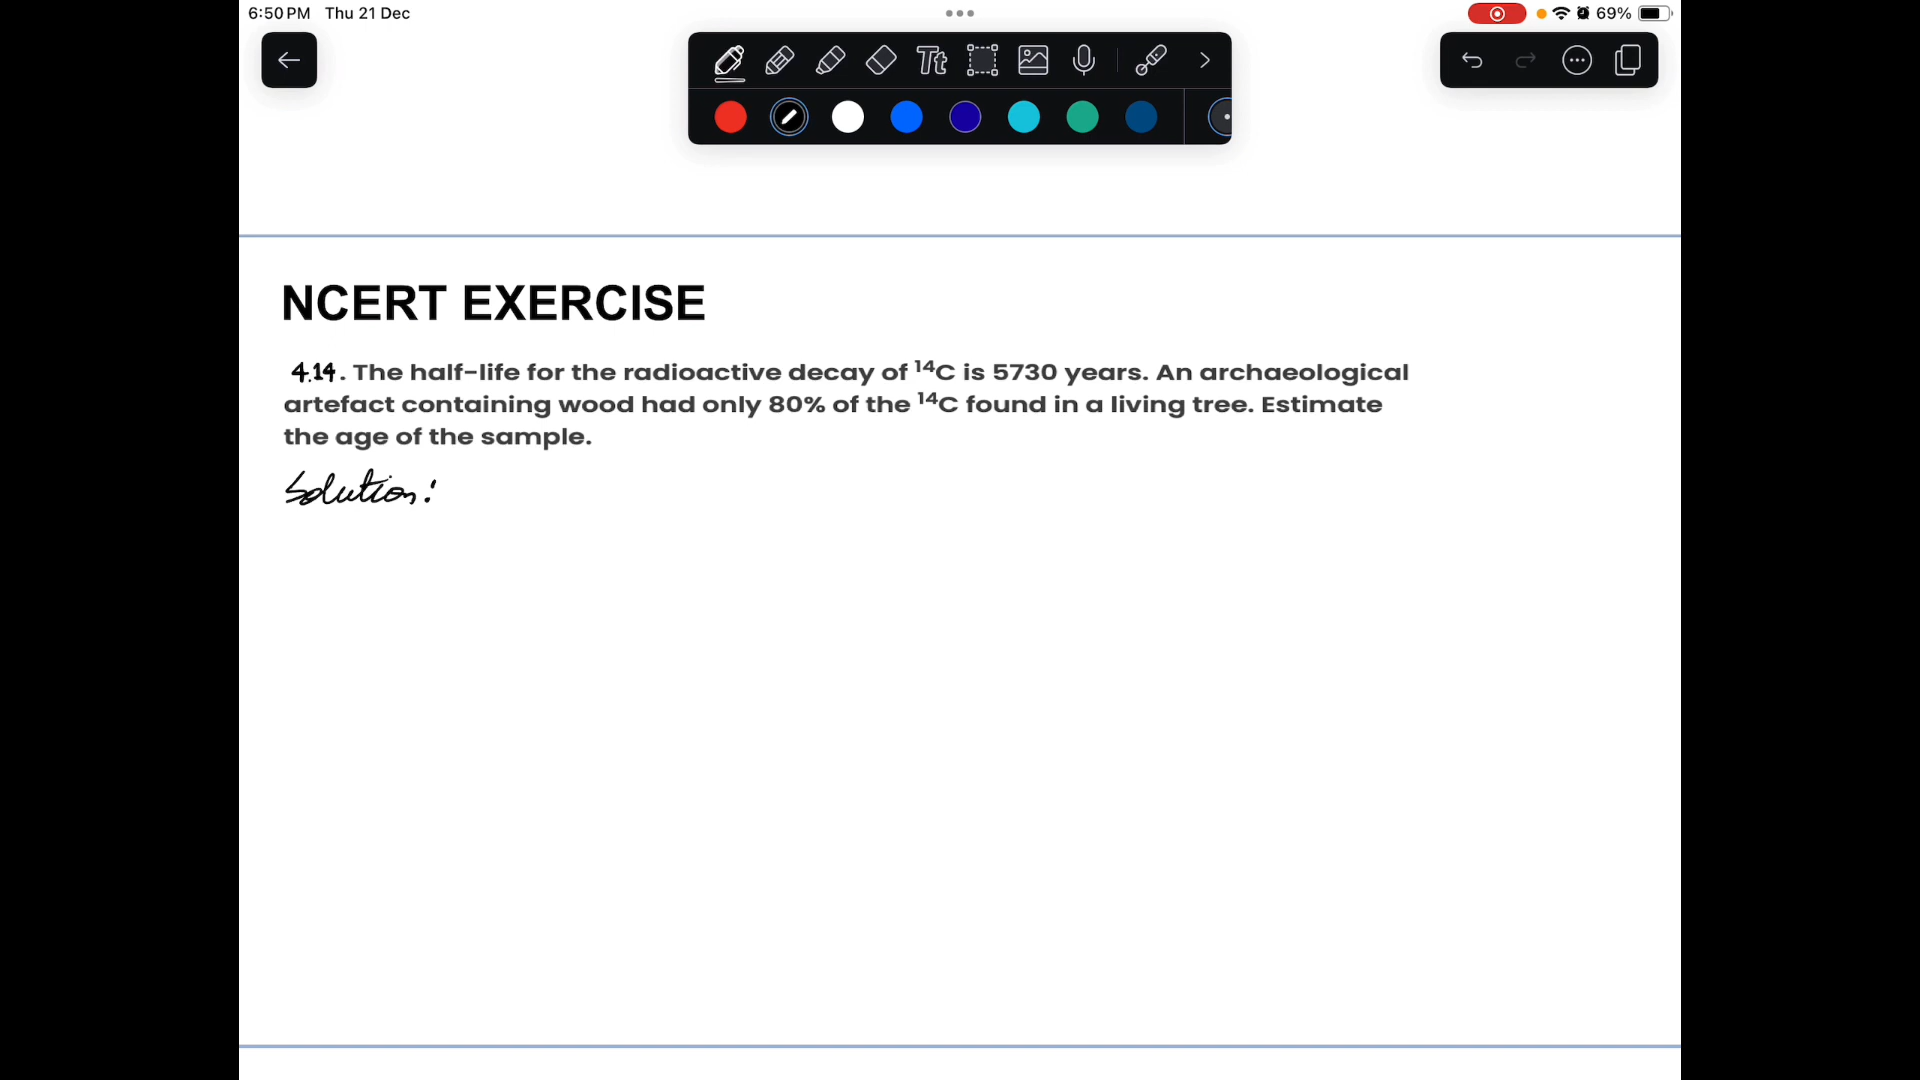 6:50 PM Thu 21 Dec
69%
Tt
NCERT EXERCISE
4.14. The half-life for the radioactive decay of ¹⁴C is 5730 years. An archaeological
artefact containing wood had only 80% of the ¹⁴C found in a living tree. Estimate
the age of the sample.
Solution: